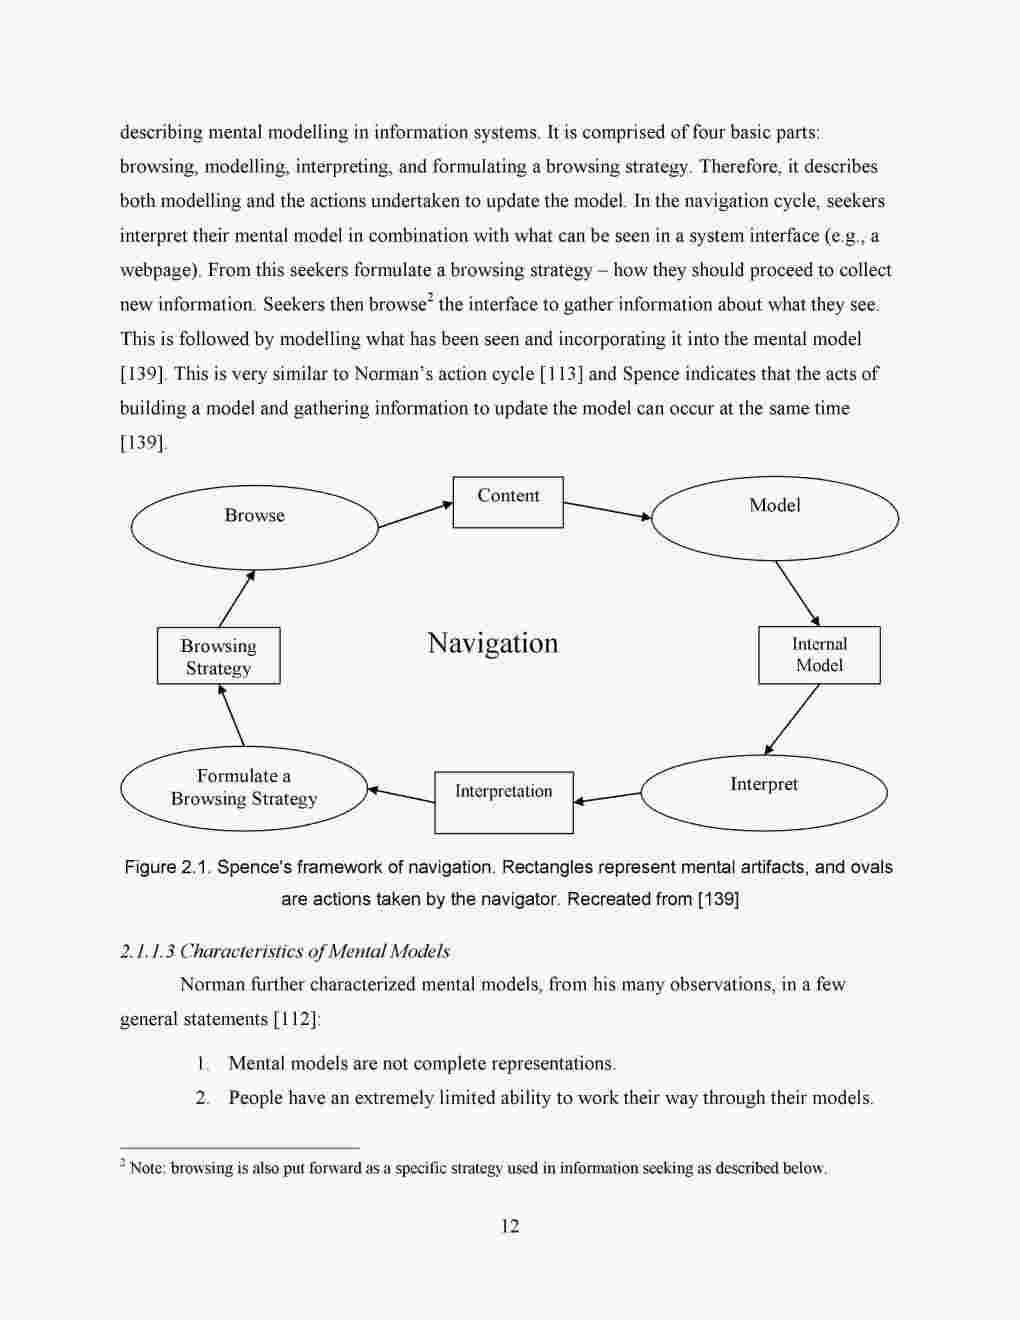 describing mental modelling in information systems. It is comprised of four basic parts:
browsing, modelling, interpreting, and formulating a browsing strategy. Therefore, it describes
both modelling and the actions undertaken to update the model. In the navigation cycle, seekers
interpret their mental model in combination with what can be seen in a system interface (e.g., a
webpage). From this seekers formulate a browsing strategy – how they should proceed to collect
new information. Seekers then browse² the interface to gather information about what they see.
This is followed by modelling what has been seen and incorporating it into the mental model
[139]. This is very similar to Norman’s action cycle [113] and Spence indicates that the acts of
building a model and gathering information to update the model can occur at the same time
[139].
Browse
Content
Model
Browsing
Strategy
Navigation
Internal
Model
Formulate a
Browsing Strategy
Interpretation
Interpret
Figure 2.1. Spence's framework of navigation. Rectangles represent mental artifacts, and ovals
are actions taken by the navigator. Recreated from [139]
2.1.1.3 Characteristics of Mental Models
Norman further characterized mental models, from his many observations, in a few
general statements [112]:
1. Mental models are not complete representations.
2. People have an extremely limited ability to work their way through their models.
² Note: browsing is also put forward as a specific strategy used in information seeking as described below.
12